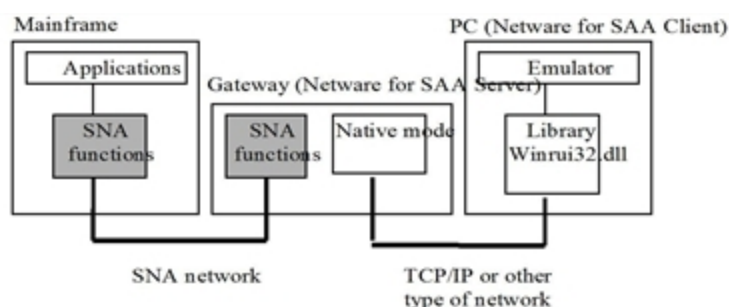 Mainframe
PC (Netware for SAA Client)
Applications
Emulator
Gateway (Netware for SAA Server)
SNA
functions
SNA
functions
Native mode
Library
Winrui32.dll
SNA network
TCP/IP or other
type of network